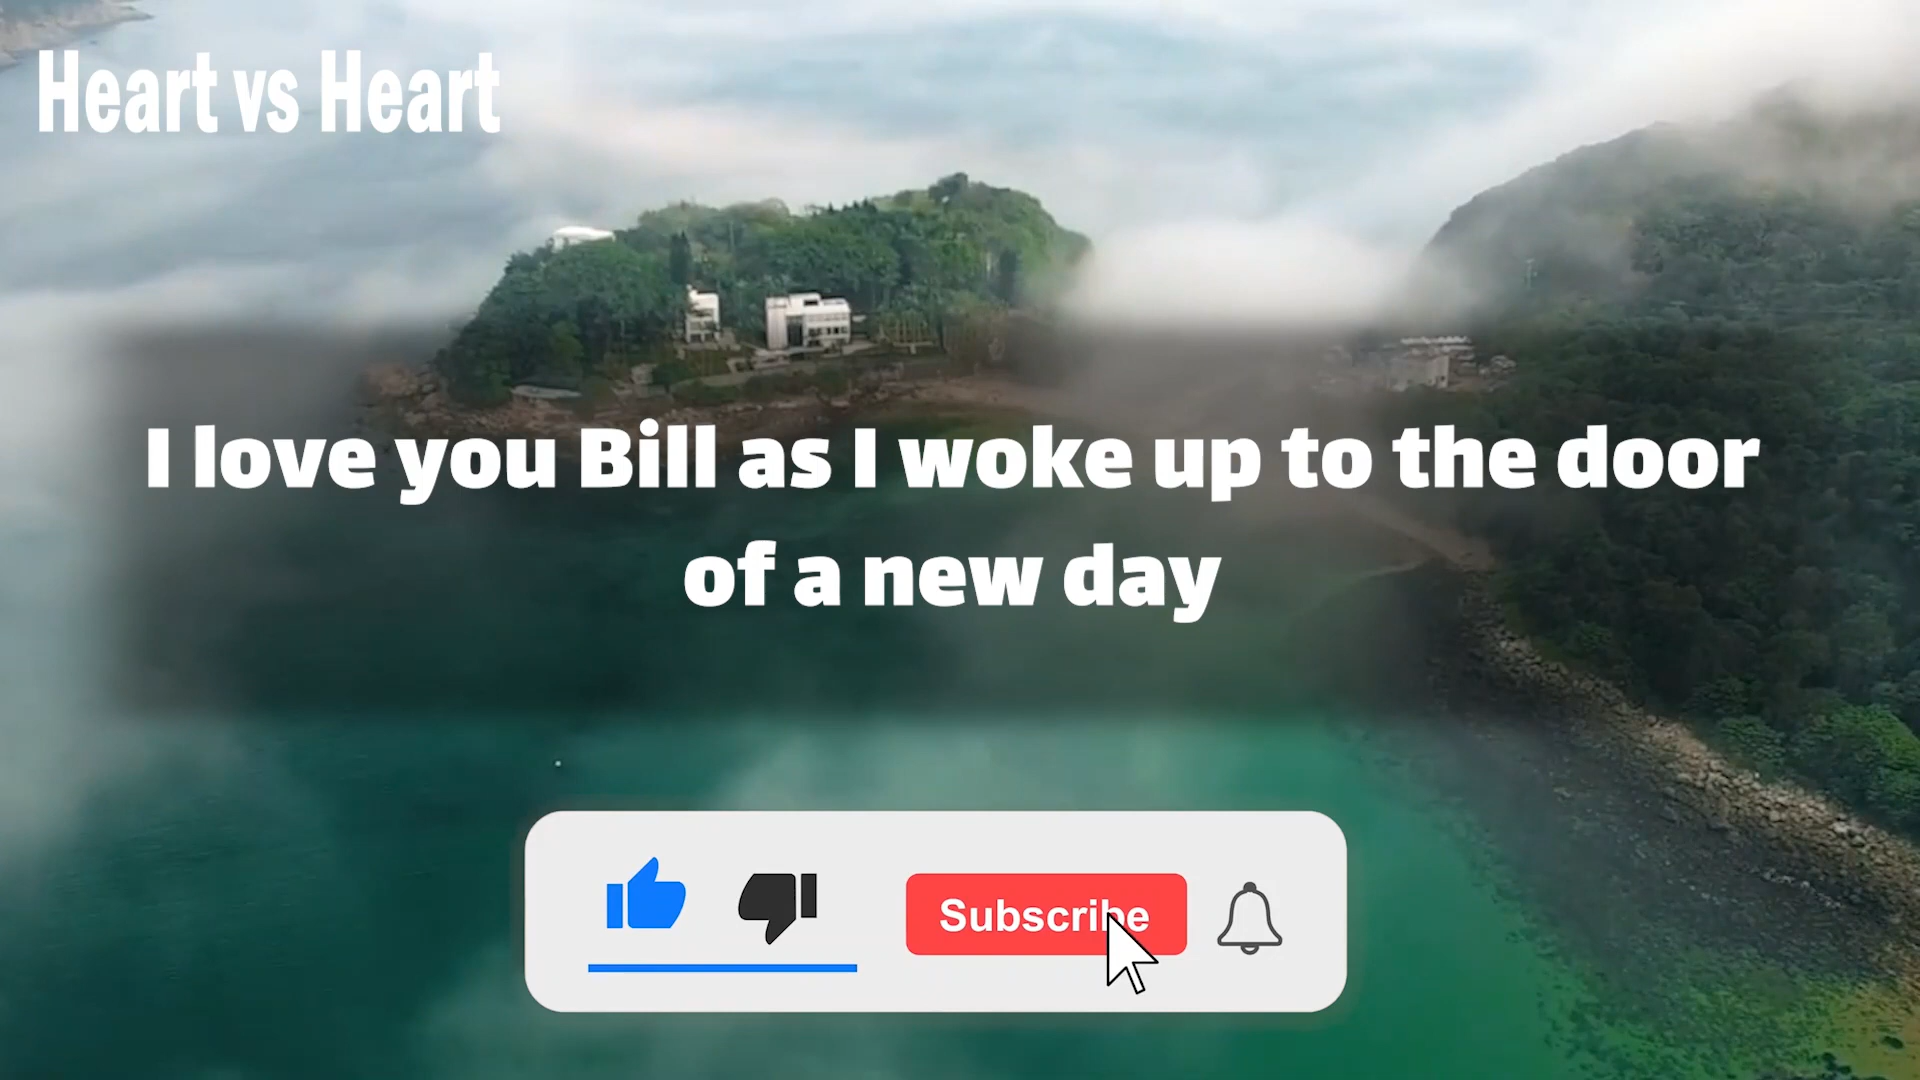 Heart vs Heart
I love you Bill as I woke up to the door
of a new day
Subscribe